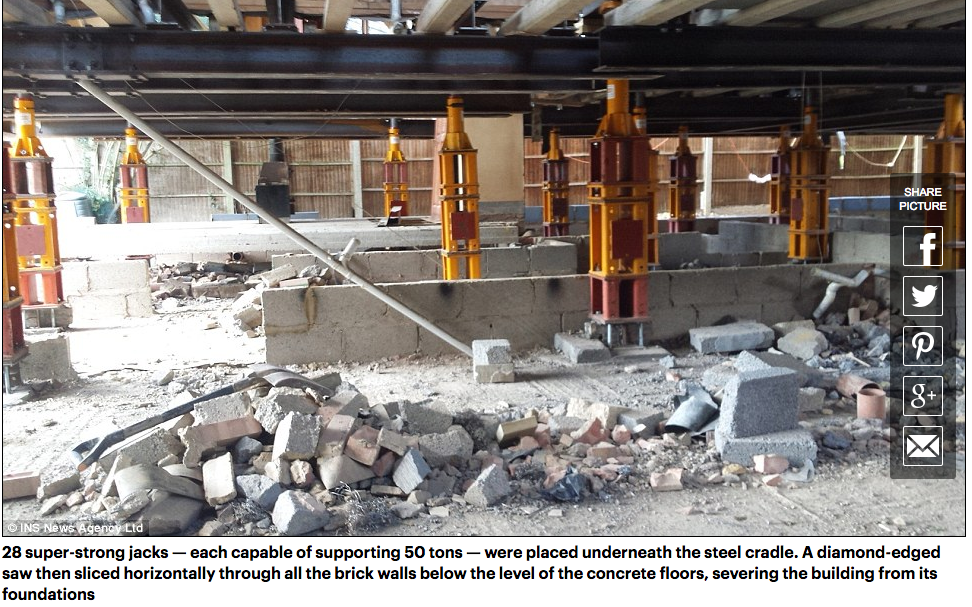 SHARE
PICTURE
f
g+
© INS News Agency Ltd
28 super-strong jacks — each capable of supporting 50 tons — were placed underneath the steel cradle. A diamond-edged
saw then sliced horizontally through all the brick walls below the level of the concrete floors, severing the building from its
foundations